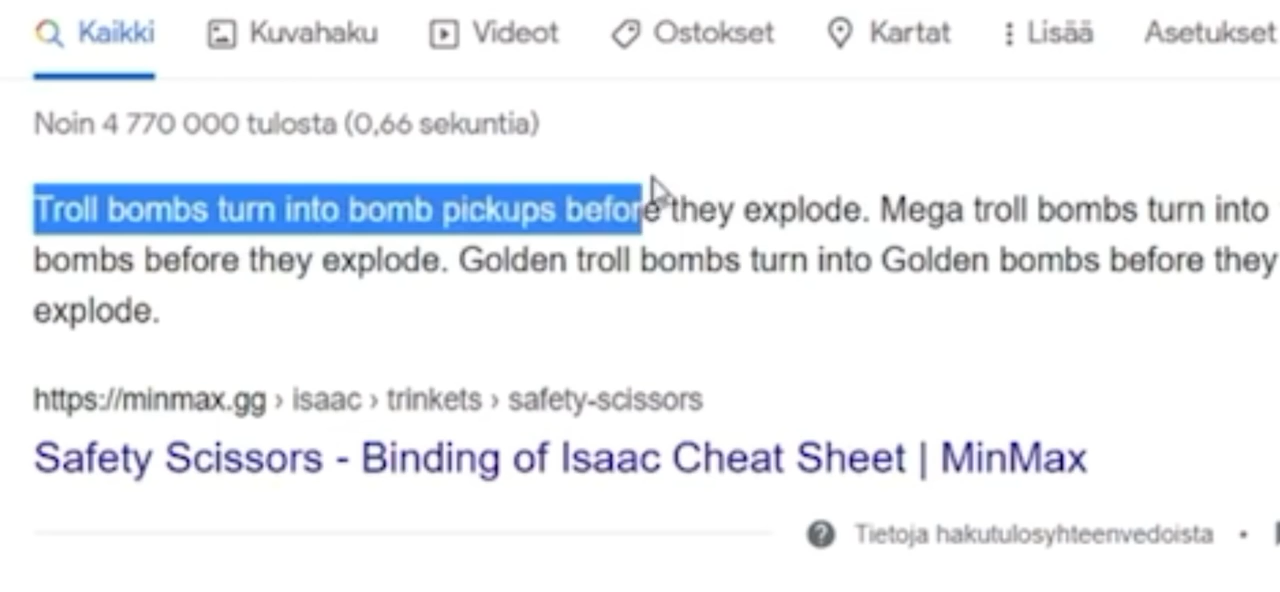 Kaikki Kuvahaku Videot Ostokset Kartat Lisää Asetukset
Noin 4 770 000 tulosta (0,66 sekuntia)
Troll bombs turn into bomb pickups before they explode. Mega troll bombs turn into
bombs before they explode. Golden troll bombs turn into Golden bombs before they
explode.
https://minmax.gg › isaac › trinkets › safety-scissors
Safety Scissors - Binding of Isaac Cheat Sheet | MinMax
Tietoja hakutulosyhteenvedoista •